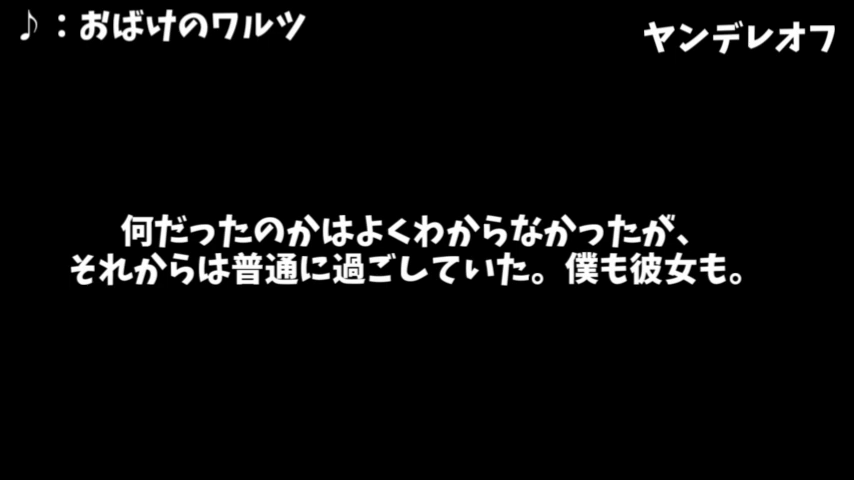 ♪：おばけのワルツ
ヤンデレオフ
何だったのかはよくわからなかったが、
それからは普通に過ごしていた。僕も彼女も。